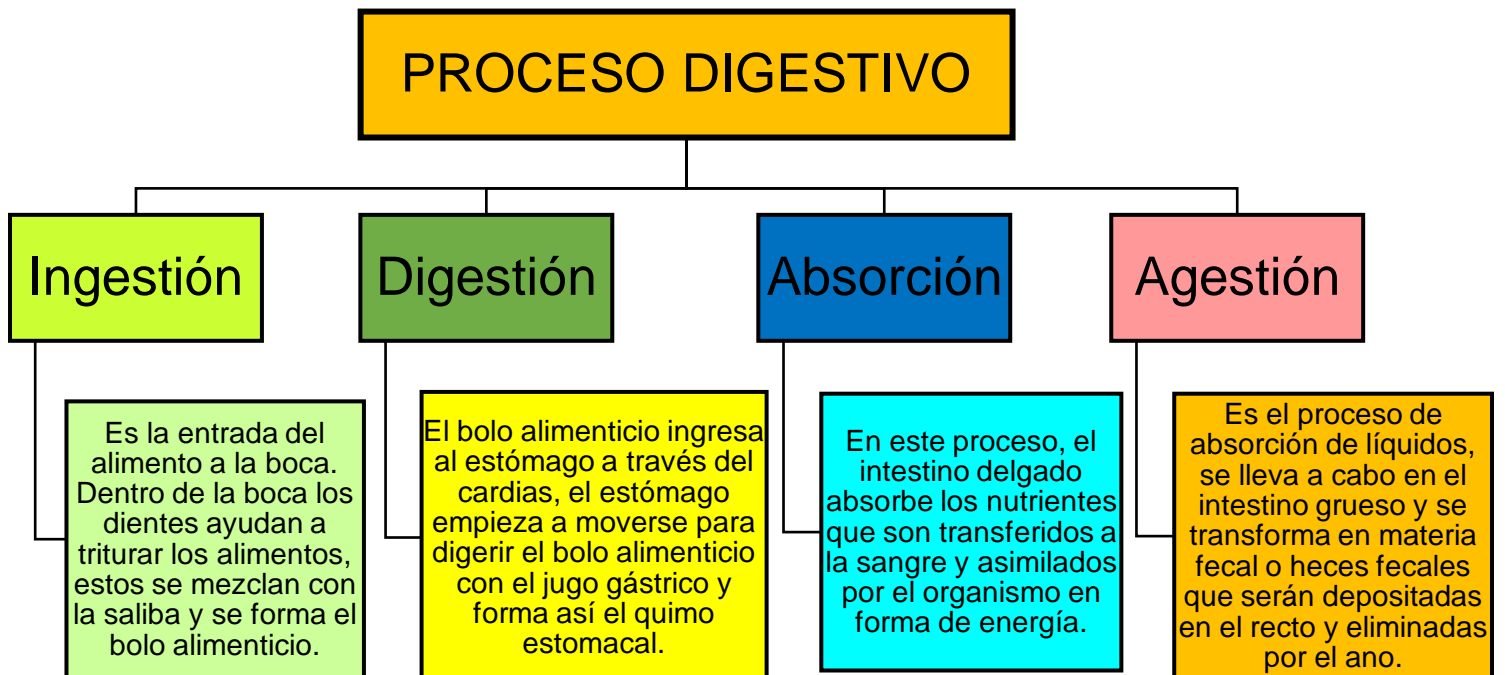 PROCESO DIGESTIVO
Ingestión
Digestión
Absorción
Agestión
Es la entrada del
alimento a la boca.
Dentro de la boca los
dientes ayudan a
triturar los alimentos,
estos se mezclan con
la saliba y se forma el
bolo alimenticio.
El bolo alimenticio ingresa
al estómago a través del
cardias, el estómago
empieza a moverse para
digerir el bolo alimenticio
con el jugo gástrico y
forma así el quimo
estomacal.
En este proceso, el
intestino delgado
absorbe los nutrientes
que son transferidos a
la sangre y asimilados
por el organismo en
forma de energía.
Es el proceso de
absorción de líquidos,
se lleva a cabo en el
intestino grueso y se
transforma en materia
fecal o heces fecales
que serán depositadas
en el recto y eliminadas
por el ano.